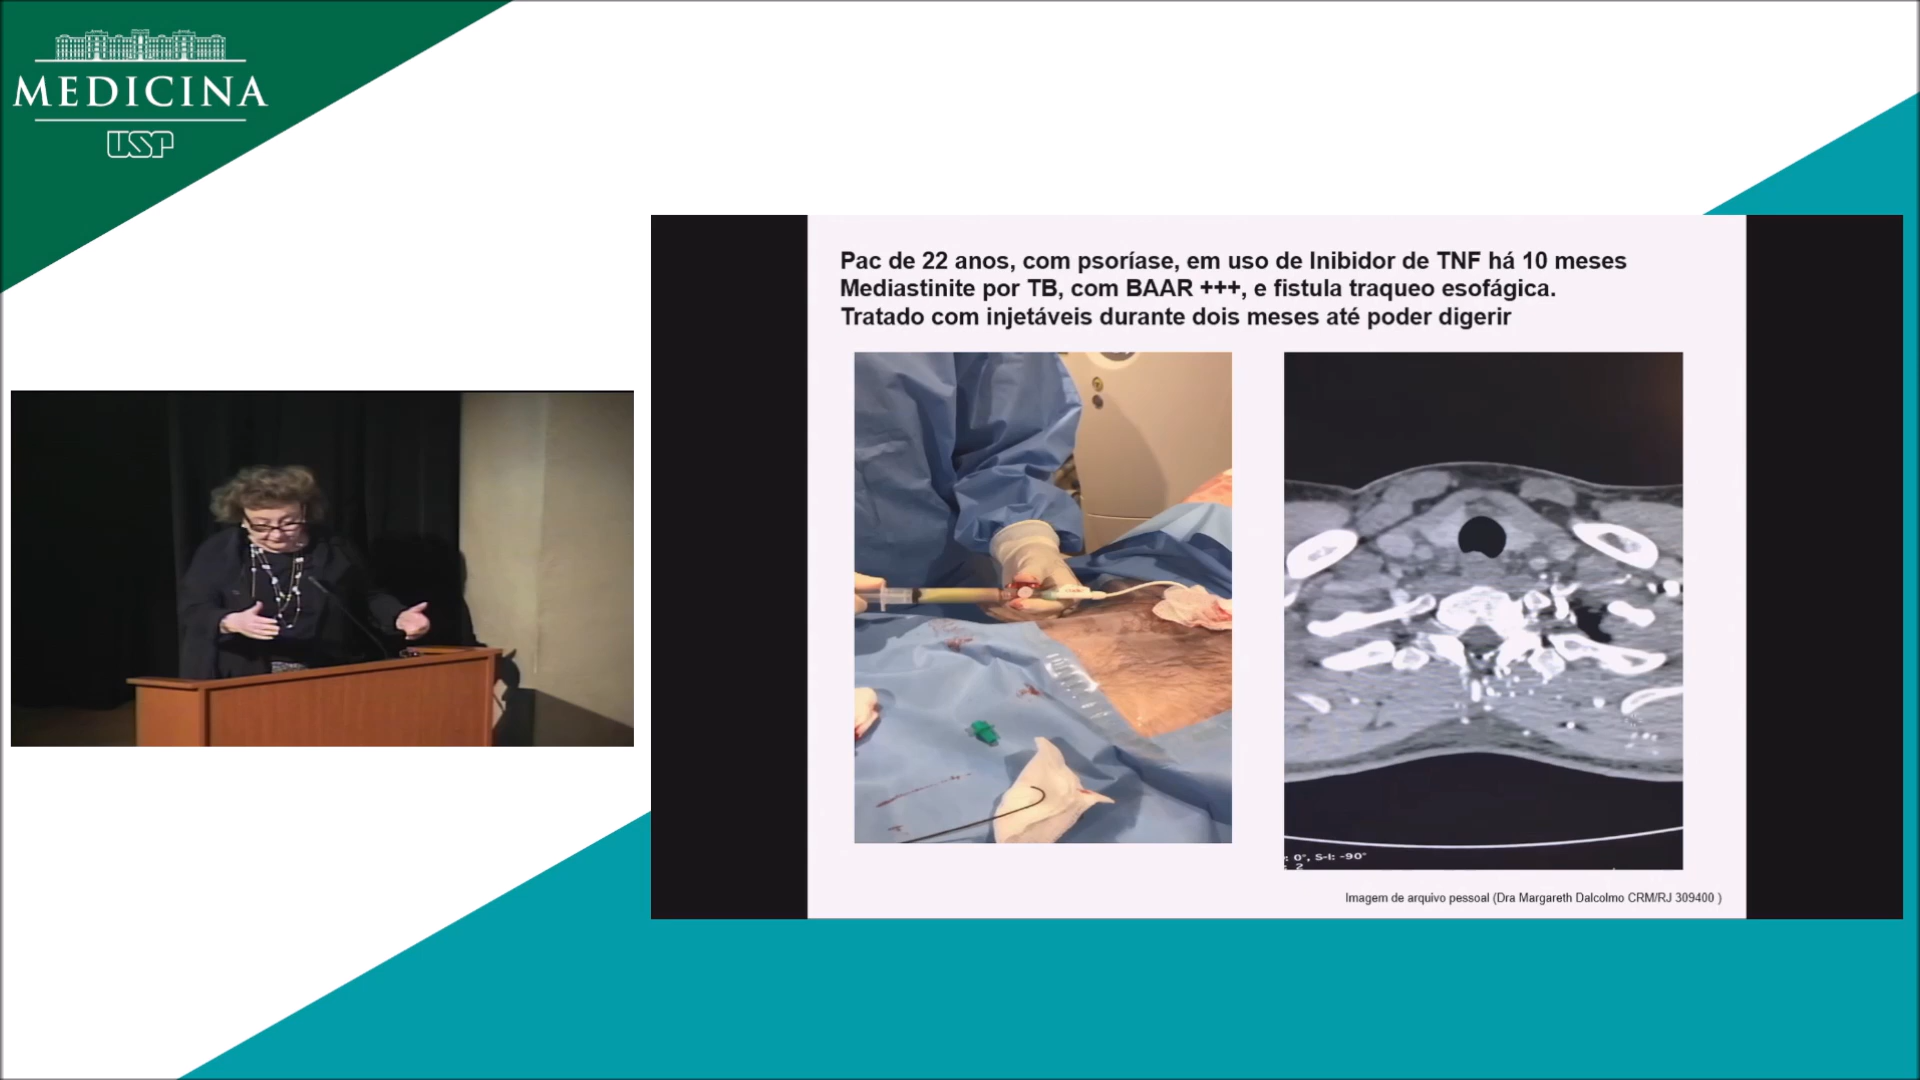 MEDICINA
USP
Pac de 22 anos, com psoríase, em uso de Inibidor de TNF há 10 meses
Mediastinite por TB, com BAAR +++, e fistula traqueo esofágica.
Tratado com injetáveis durante dois meses até poder digerir
: 0°, S-I: -90°
: 2
Imagem de arquivo pessoal (Dra Margareth Dalcolmo CRM/RJ 309400 )